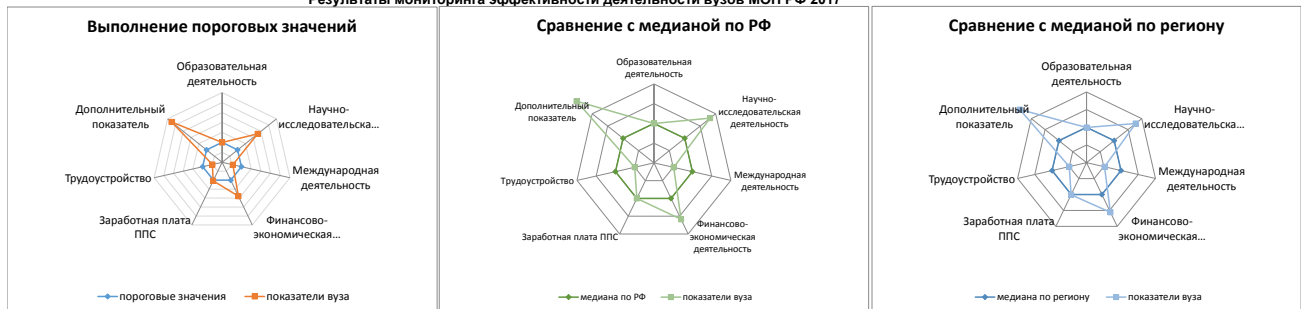 Результаты мониторинга эффективности деятельности вузов МОН РФ 2017
Выполнение пороговых значений
Образовательная
деятельность
Научно-
исследовательска...
Международная
деятельность
Финансово-
экономическая...
Заработная плата
ППС
Трудоустройство
Дополнительный
показатель
пороговые значения
показатели вуза
Сравнение с медианой по РФ
Образовательная
деятельность
Научно-
исследовательская
деятельность
Международная
деятельность
Финансово-
экономическая
деятельность
Заработная плата ППС
Трудоустройство
Дополнительный
показатель
медиана по РФ
показатели вуза
Сравнение с медианой по региону
Образовательная
деятельность
Научно-
исследовательска...
Международная
деятельность
Финансово-
экономическая...
Заработная плата
ППС
Трудоустройство
Дополнительный
показатель
медиана по региону
показатели вуза